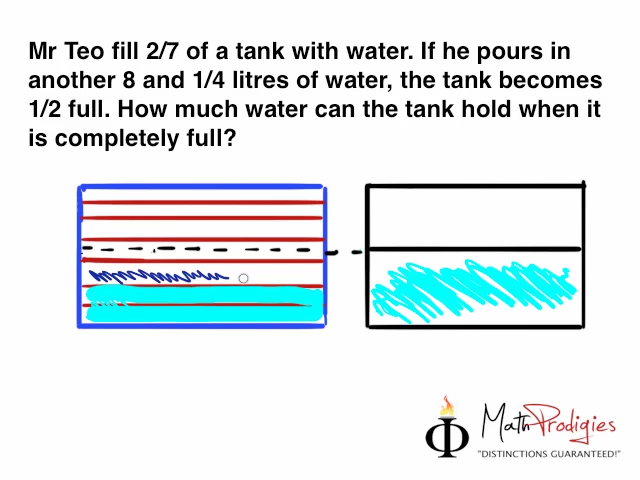 Mr Teo fill 2/7 of a tank with water. If he pours in
another 8 and 1/4 litres of water, the tank becomes
1/2 full. How much water can the tank hold when it
is completely full?
Math Prodigies
"DISTINCTIONS GUARANTEED!"